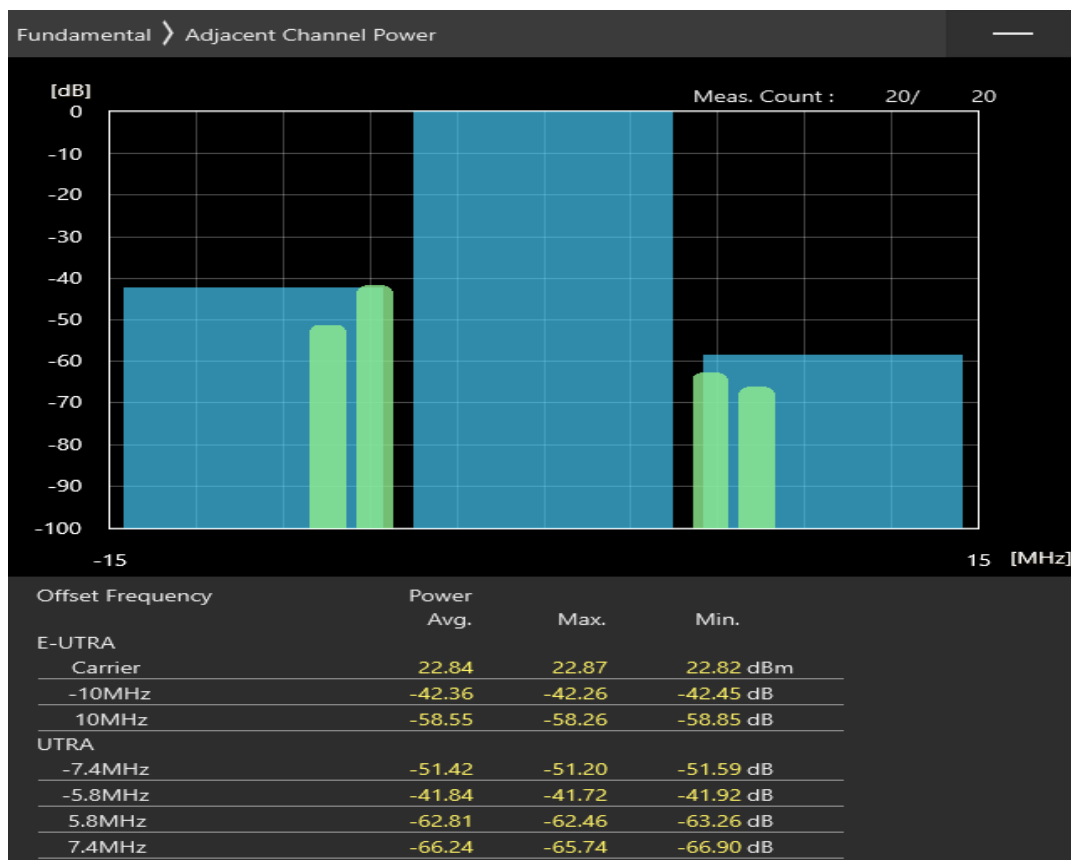 Fundamental ❯ Adjacent Channel Power
[dB]
Meas. Count : 20/ 20
0
-10
-20
-30
-40
-50
-60
-70
-80
-90
-100
-15 15 [MHz]
Offset Frequency Power
Avg. Max. Min.
E-UTRA
Carrier 22.84 22.87 22.82 dBm
-10MHz -42.36 -42.26 -42.45 dB
10MHz -58.55 -58.26 -58.85 dB
UTRA
-7.4MHz -51.42 -51.20 -51.59 dB
-5.8MHz -41.84 -41.72 -41.92 dB
5.8MHz -62.81 -62.46 -63.26 dB
7.4MHz -66.24 -65.74 -66.90 dB